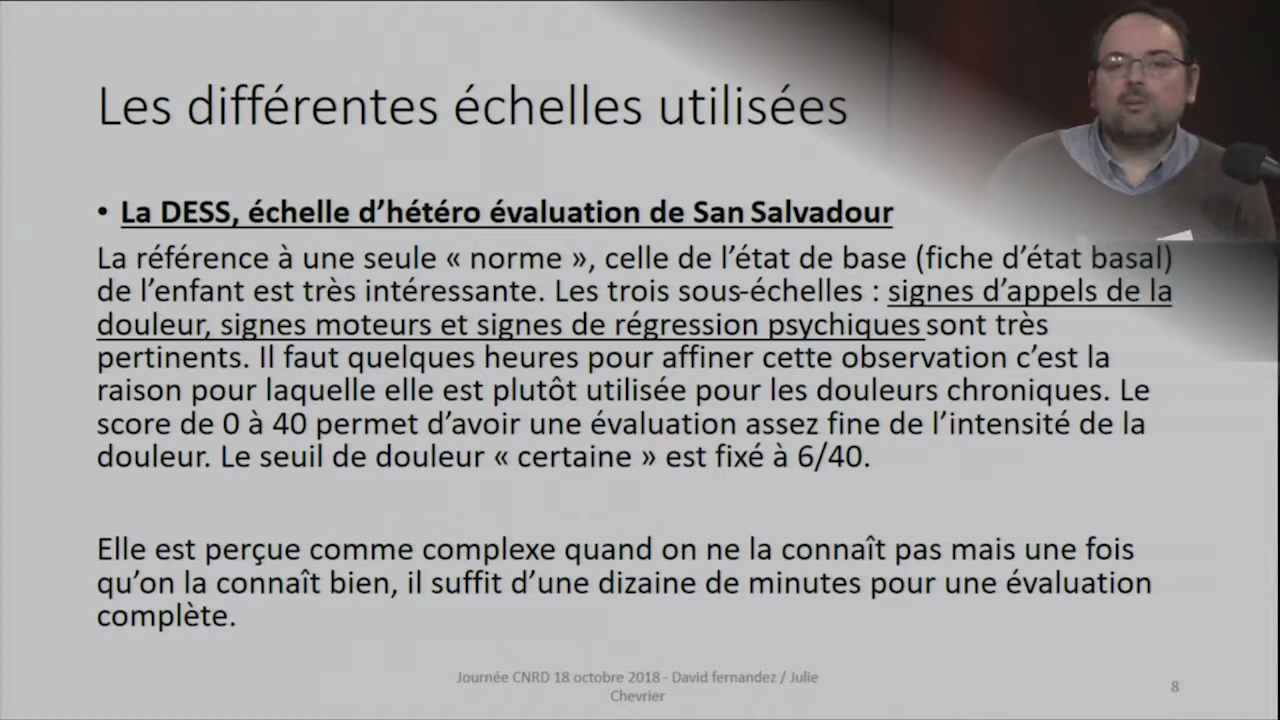 Les différentes échelles utilisées
• La DESS, échelle d’hétéro évaluation de San Salvadour
La référence à une seule « norme », celle de l’état de base (fiche d’état basal)
de l’enfant est très intéressante. Les trois sous-échelles : signes d’appels de la
douleur, signes moteurs et signes de régression psychiques sont très
pertinents. Il faut quelques heures pour affiner cette observation c’est la
raison pour laquelle elle est plutôt utilisée pour les douleurs chroniques. Le
score de 0 à 40 permet d’avoir une évaluation assez fine de l’intensité de la
douleur. Le seuil de douleur « certaine » est fixé à 6/40.
Elle est perçue comme complexe quand on ne la connaît pas mais une fois
qu’on la connaît bien, il suffit d’une dizaine de minutes pour une évaluation
complète.
Journée CNRD 18 octobre 2018 - David fernandez / Julie
Chevrier
8